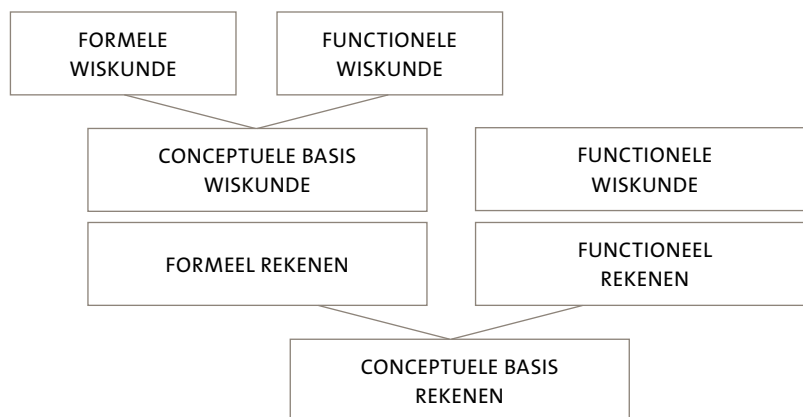 FORMELE
WISKUNDE
FUNCTIONELE
WISKUNDE
CONCEPTUELE BASIS
WISKUNDE
FUNCTIONELE
WISKUNDE
FORMEEL REKENEN
FUNCTIONEEL
REKENEN
CONCEPTUELE BASIS
REKENEN